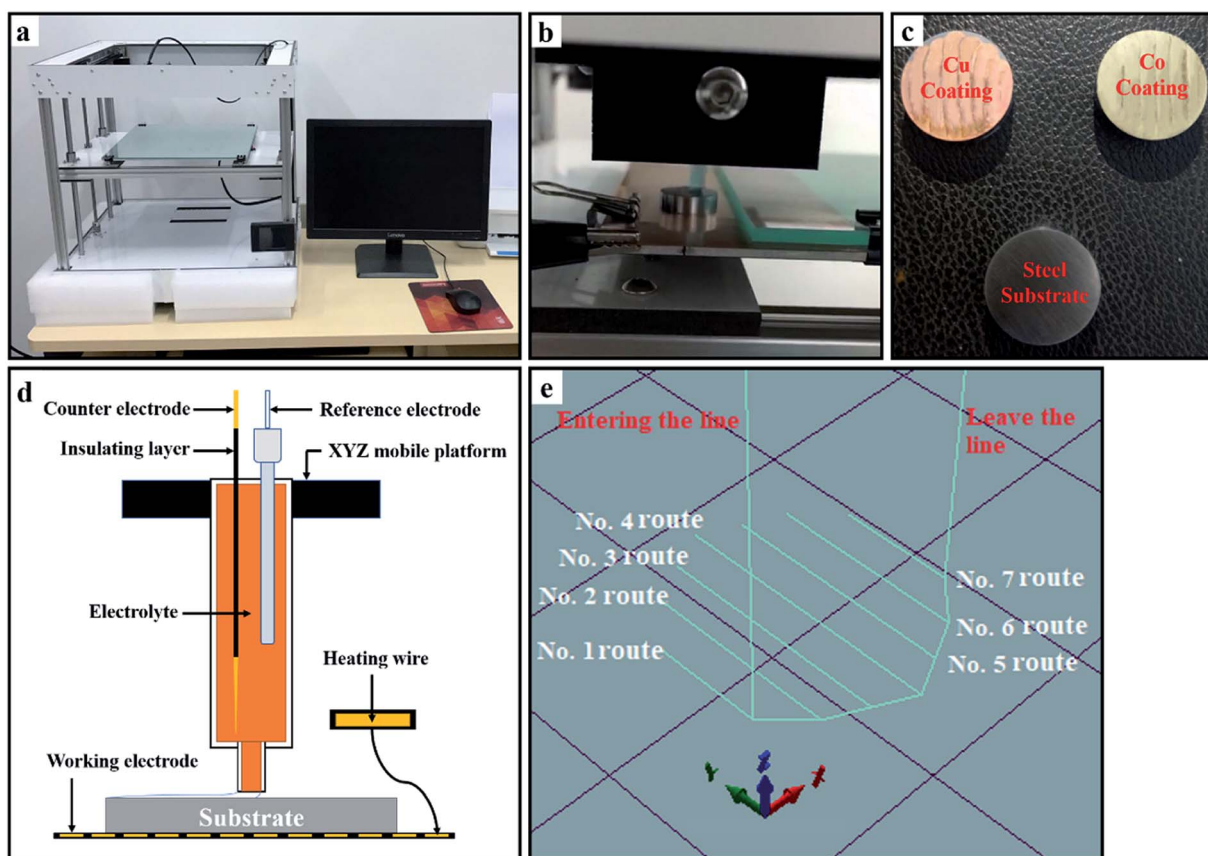 a
b
c
Cu
Coating
Co
Coating
Steel
Substrate
Lenovo
d
Counter electrode
Reference electrode
Insulating layer
XYZ mobile platform
Electrolyte
Heating wire
Working electrode
Substrate
e
Entering the line
Leave the
line
No. 4 route
No. 3 route
No. 2 route
No. 1 route
No. 7 route
No. 6 route
No. 5 route